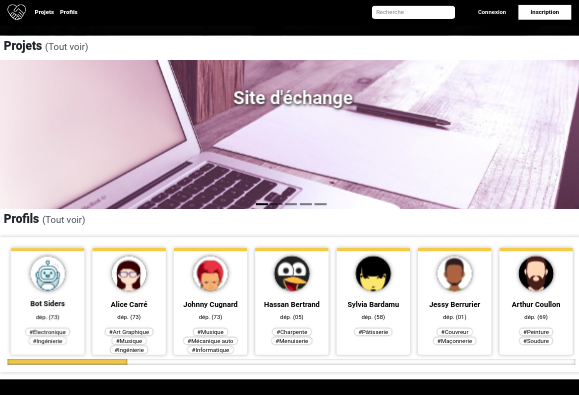 Projets Profils Recherche Connexion Inscription
Projets (Tout voir)
Site d'échange
Profils (Tout voir)
Bot Siders
dép. (73)
#Electronique
#Ingénierie
Alice Carré
dép. (73)
#Art Graphique
#Musique
#Ingénierie
Johnny Cugnard
dép. (73)
#Musique
#Mécanique auto
#Informatique
Hassan Bertrand
dép. (05)
#Charpente
#Menuiserie
Sylvia Bardamu
dép. (58)
#Pâtisserie
Jessy Berrurier
dép. (01)
#Couvreur
#Maçonnerie
Arthur Coullon
dép. (69)
#Peinture
#Soudure